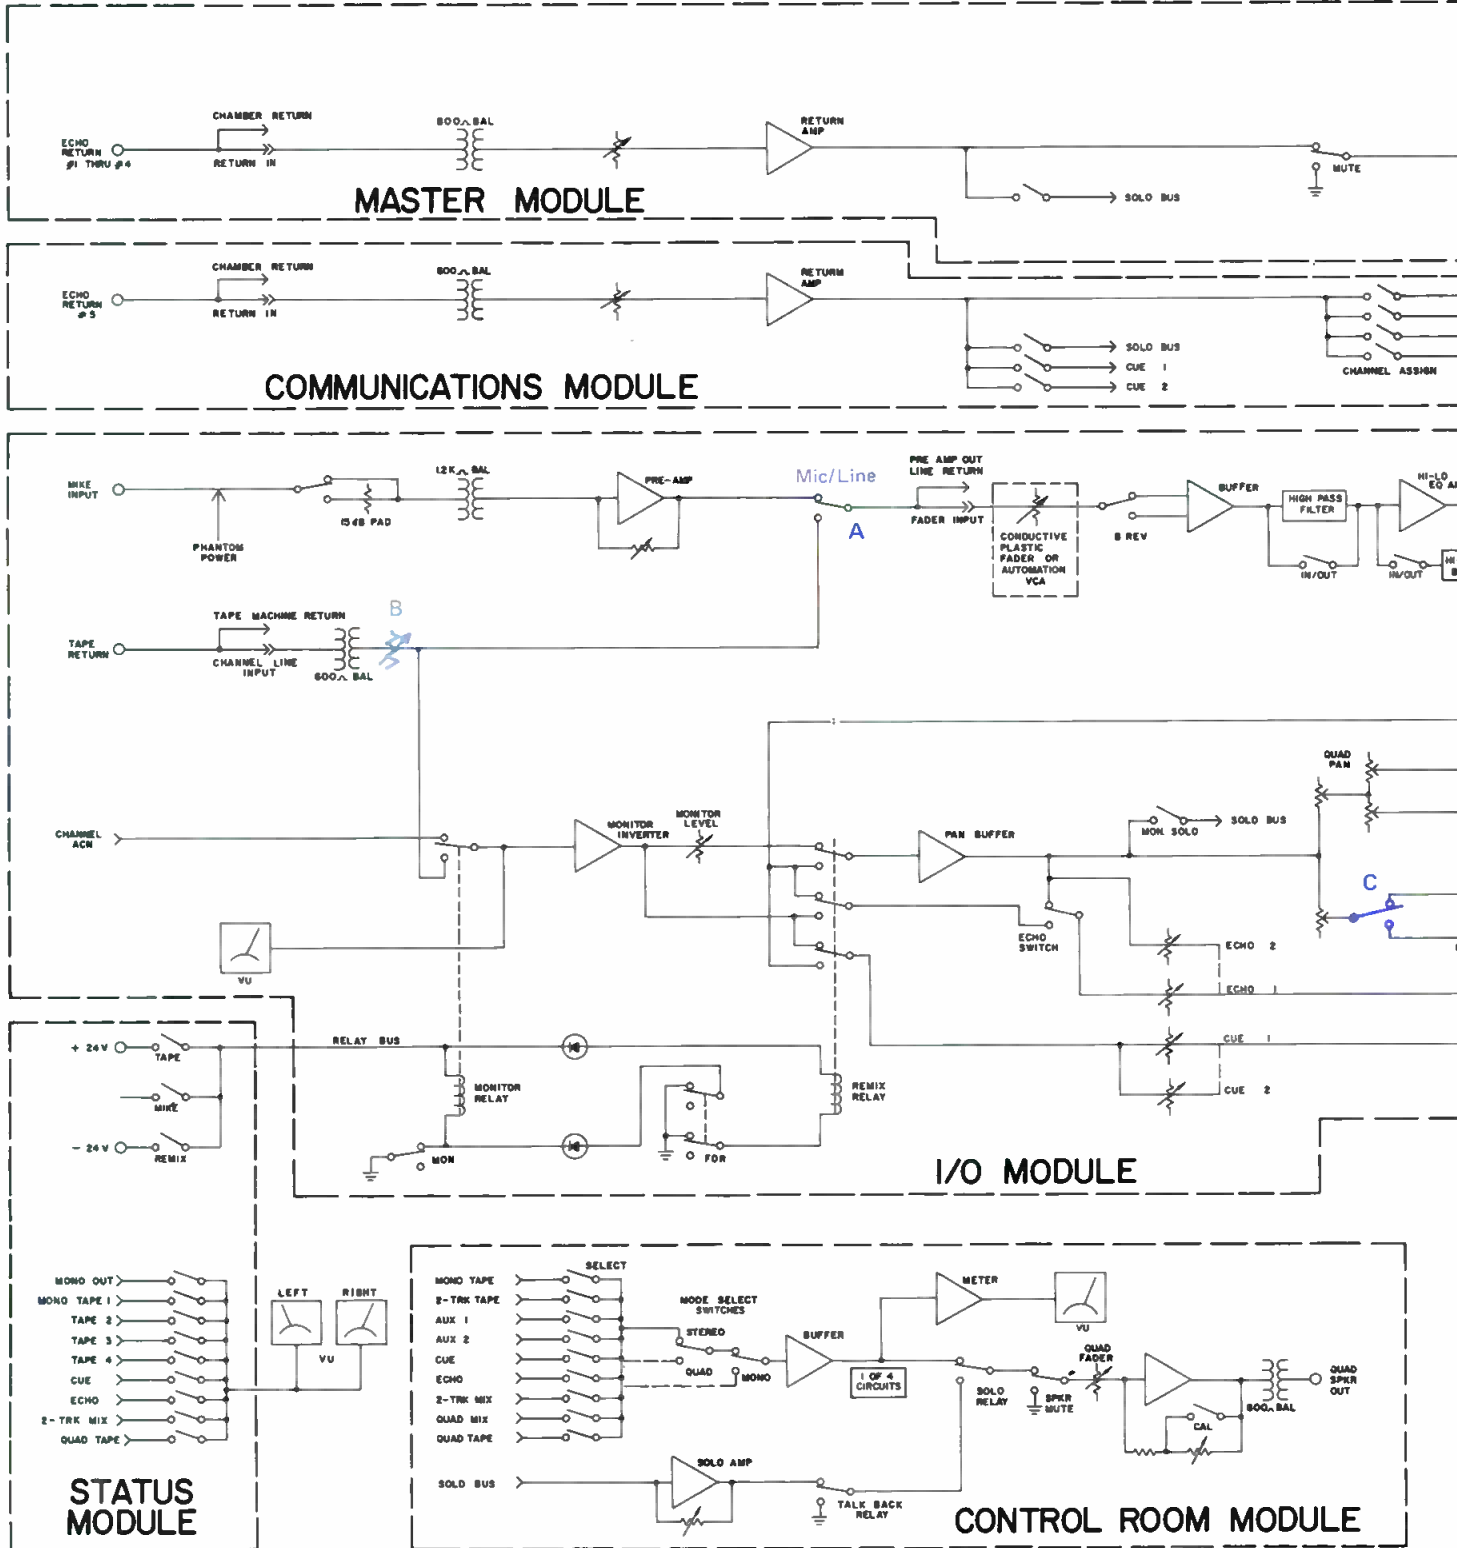 CHAMBER RETURN
ECHO
RETURN
#1 THRU #4
RETURN IN
600⌢ BAL
RETURN
AMP
MUTE
SOLO BUS
MASTER MODULE
CHAMBER RETURN
ECHO
RETURN
#5
RETURN IN
600⌢ BAL
RETURN
AMP
SOLO BUS
CUE 1
CUE 2
CHANNEL ASSIGN
COMMUNICATIONS MODULE
MIKE
INPUT
PHANTOM
POWER
15dB PAD
1.2K⌢ BAL
PRE-AMP
Mic/Line
A
PRE AMP OUT
LINE RETURN
FADER INPUT
CONDUCTIVE
PLASTIC
FADER OR
AUTOMATION
VCA
B REV
BUFFER
HIGH PASS
FILTER
IN/OUT
HI-LO
EQ A
IN/OUT
HI
TAPE
RETURN
TAPE MACHINE RETURN
CHANNEL LINE
INPUT
600⌢ BAL
B
CHANNEL
ACN
VU
MONITOR
INVERTER
MONITOR
LEVEL
PAN BUFFER
MON SOLO
SOLO BUS
QUAD
PAN
C
ECHO
SWITCH
ECHO 2
ECHO 1
CUE 1
CUE 2
RELAY BUS
MONITOR
RELAY
MON
FDR
REMIX
RELAY
I/O MODULE
+ 24V
TAPE
MIKE
- 24V
REMIX
MONO OUT
MONO TAPE 1
TAPE 2
TAPE 3
TAPE 4
CUE
ECHO
2-TRK MIX
QUAD TAPE
LEFT
RIGHT
VU
STATUS
MODULE
SELECT
MONO TAPE
2-TRK TAPE
AUX 1
AUX 2
CUE
ECHO
2-TRK MIX
QUAD MIX
QUAD TAPE
MODE SELECT
SWITCHES
STEREO
QUAD
MONO
BUFFER
METER
VU
1 OF 4
CIRCUITS
SOLO
RELAY
SPKR
MUTE
QUAD
FADER
CAL
600⌢ BAL
QUAD
SPKR
OUT
SOLO BUS
SOLO AMP
TALK BACK
RELAY
CONTROL ROOM MODULE